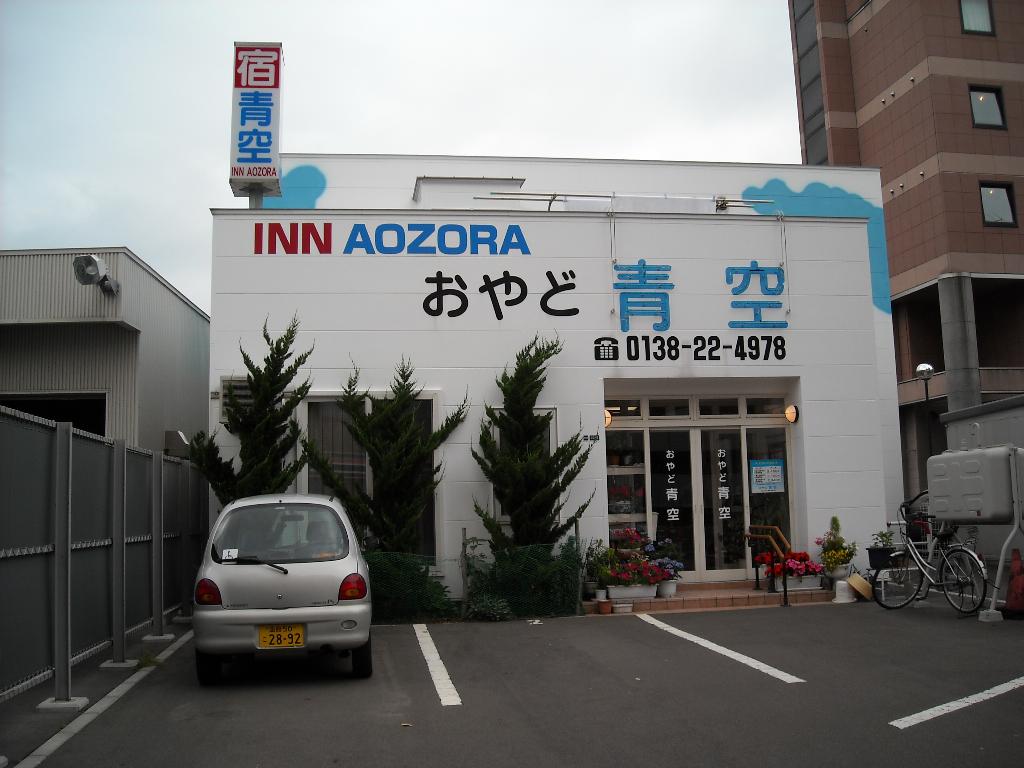 宿
青空
INN AOZORA
INN AOZORA
おやど 青空
0138-22-4978
おやど青空
おやど青空
28-92